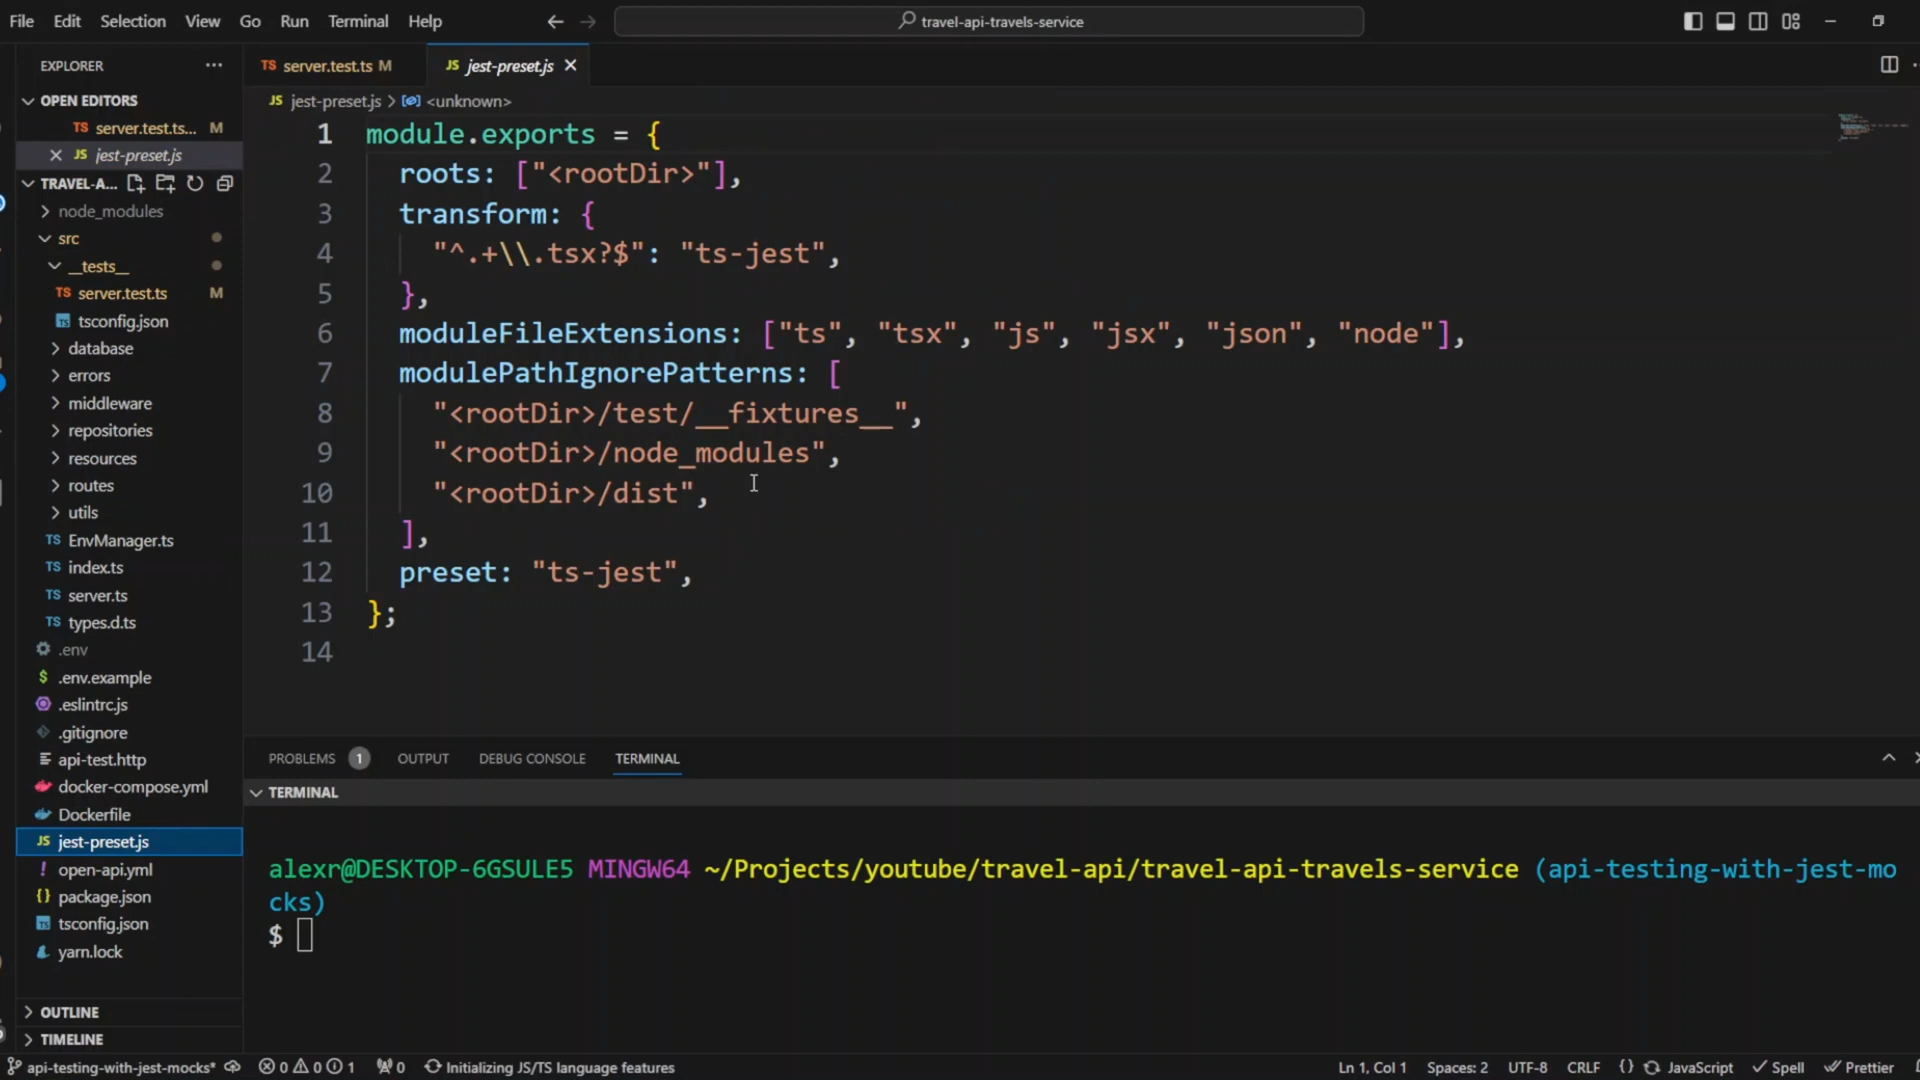 File Edit Selection View Go Run Terminal Help
travel-api-travels-service
EXPLORER
OPEN EDITORS
TS server.test.ts... M
JS jest-preset.js
TRAVEL-A...
node_modules
src
__tests__
TS server.test.ts M
tsconfig.json
database
errors
middleware
repositories
resources
routes
utils
TS EnvManager.ts
TS index.ts
TS server.ts
TS types.d.ts
.env
$ .env.example
.eslintrc.js
.gitignore
api-test.http
docker-compose.yml
Dockerfile
JS jest-preset.js
! open-api.yml
{} package.json
tsconfig.json
yarn.lock
OUTLINE
TIMELINE
TS server.test.ts M
JS jest-preset.js
JS jest-preset.js > <unknown>
1 module.exports = {
2 roots: ["<rootDir>"],
3 transform: {
4 "^.+\\.tsx?$": "ts-jest",
5 },
6 moduleFileExtensions: ["ts", "tsx", "js", "jsx", "json", "node"],
7 modulePathIgnorePatterns: [
8 "<rootDir>/test/__fixtures__",
9 "<rootDir>/node_modules",
10 "<rootDir>/dist",
11 ],
12 preset: "ts-jest",
13 };
14
PROBLEMS 1 OUTPUT DEBUG CONSOLE TERMINAL
TERMINAL
alexr@DESKTOP-6GSULE5 MINGW64 ~/Projects/youtube/travel-api/travel-api-travels-service (api-testing-with-jest-mo
cks)
$
api-testing-with-jest-mocks* 0 0 1 0 Initializing JS/TS language features Ln 1, Col 1 Spaces: 2 UTF-8 CRLF {} JavaScript Spell Prettier